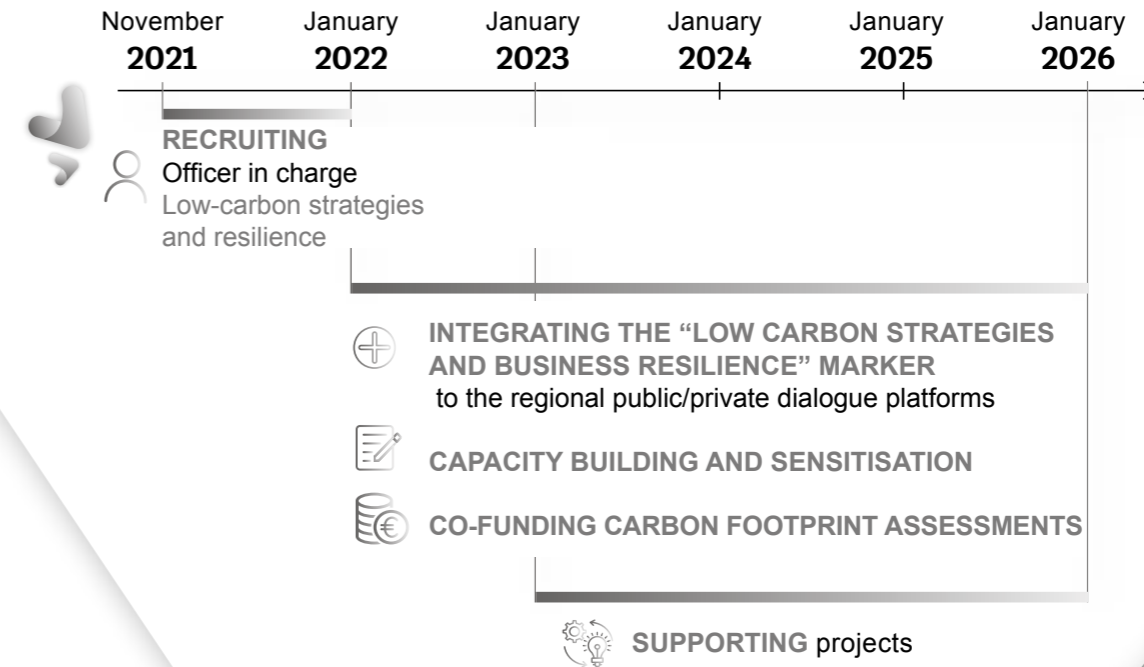 November January January January January January
2021 2022 2023 2024 2025 2026
RECRUITING
Officer in charge
Low-carbon strategies
and resilience
INTEGRATING THE “LOW CARBON STRATEGIES
AND BUSINESS RESILIENCE” MARKER
to the regional public/private dialogue platforms
CAPACITY BUILDING AND SENSITISATION
€
CO-FUNDING CARBON FOOTPRINT ASSESSMENTS
SUPPORTING projects